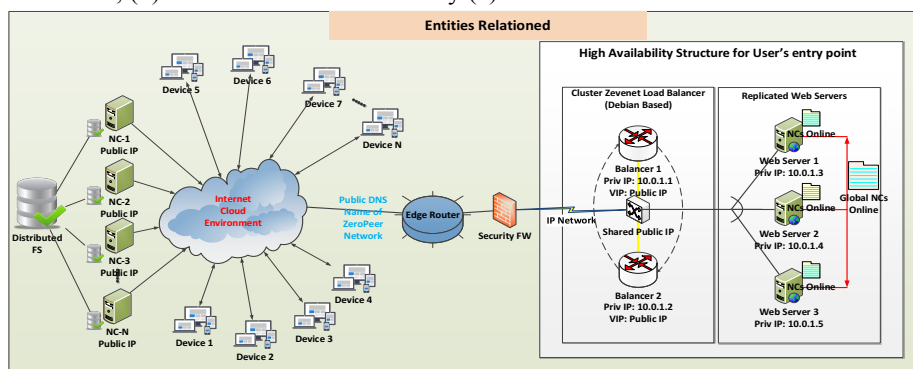 Entities Relationed
High Availability Structure for User's entry point
Cluster Zevenet Load Balancer
(Debian Based)
Replicated Web Servers
Device 5
Device 6
Device 7
Device N
NC-1
Public IP
NC-2
Public IP
NC-3
Public IP
NC-N
Public IP
Distributed
FS
Internet
Cloud
Environment
Public DNS
Name of
ZeroPeer
Network
Edge Router
Security FW
IP Network
Device 1
Device 2
Device 3
Device 4
Balancer 1
Priv IP: 10.0.1.1
VIP: Public IP
Shared Public IP
Balancer 2
Priv IP: 10.0.1.2
VIP: Public IP
NCs Online
Web Server 1
Priv IP: 10.0.1.3
NCs Online
Web Server 2
Priv IP: 10.0.1.4
NCs Online
Web Server 3
Priv IP: 10.0.1.5
Global NCs
Online